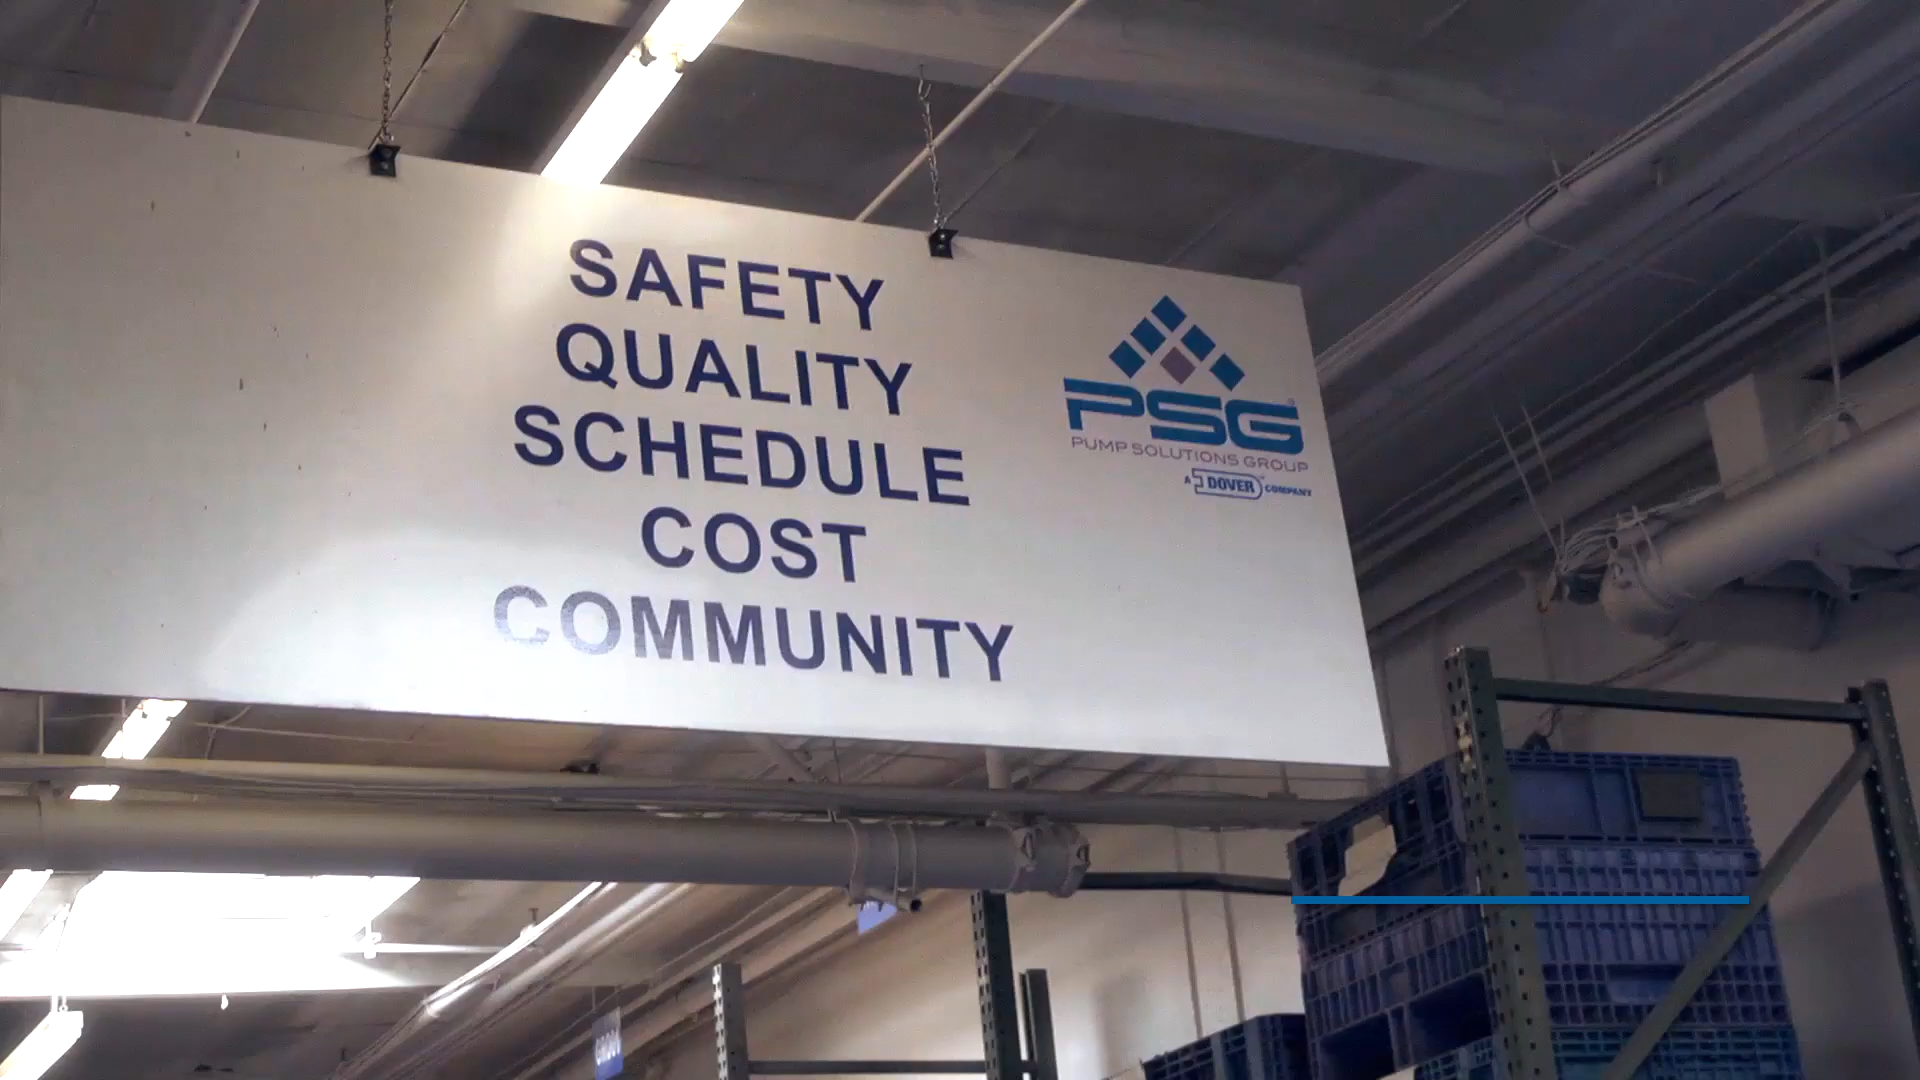 SAFETY
QUALITY
SCHEDULE
COST
COMMUNITY
PSG®
PUMP SOLUTIONS GROUP
A DOVER COMPANY